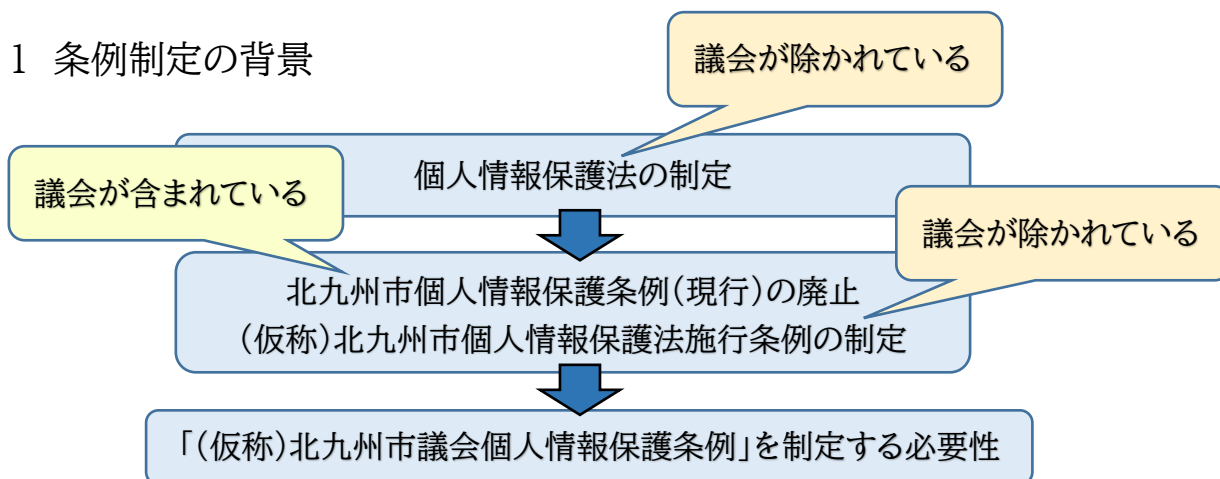 1 条例制定の背景
議会が除かれている
個人情報保護法の制定
議会が含まれている
議会が除かれている
北九州市個人情報保護条例(現行)の廃止
(仮称)北九州市個人情報保護法施行条例の制定
「(仮称)北九州市議会個人情報保護条例」を制定する必要性